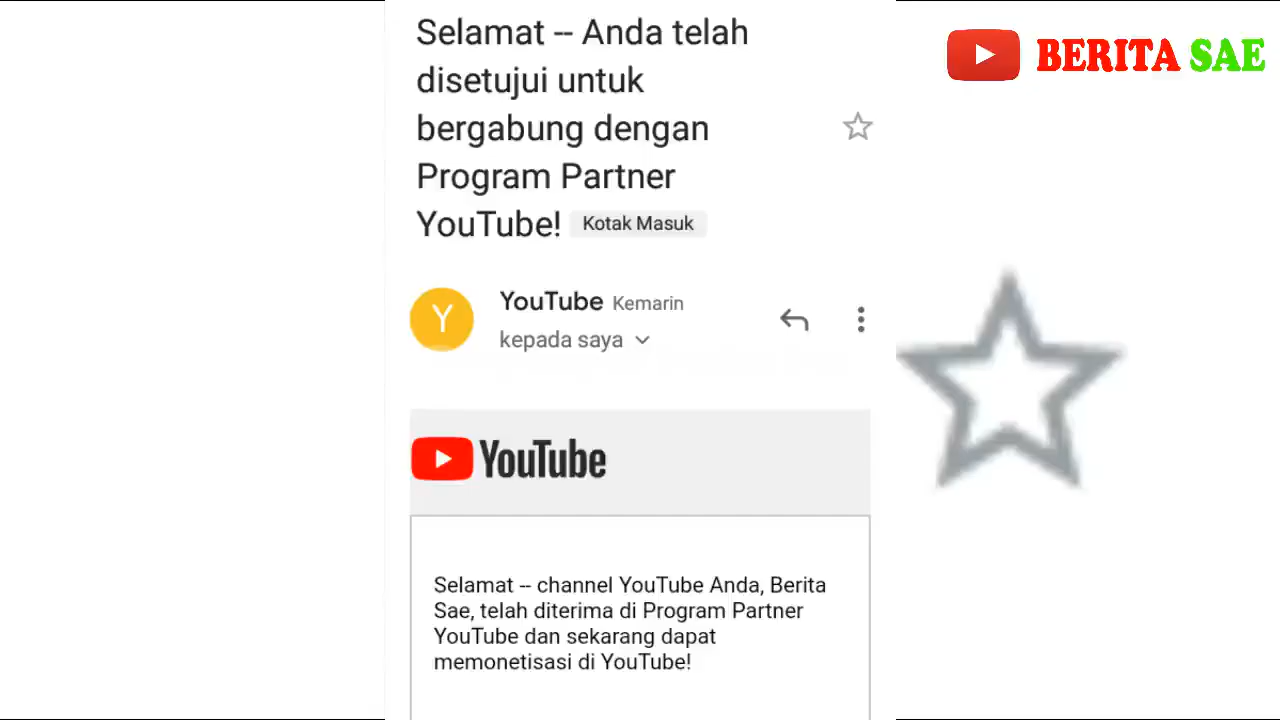 Selamat -- Anda telah
disetujui untuk
bergabung dengan
Program Partner
YouTube! Kotak Masuk
BERITA SAE
Y
YouTube Kemarin
kepada saya
YouTube
Selamat -- channel YouTube Anda, Berita
Sae, telah diterima di Program Partner
YouTube dan sekarang dapat
memonetisasi di YouTube!